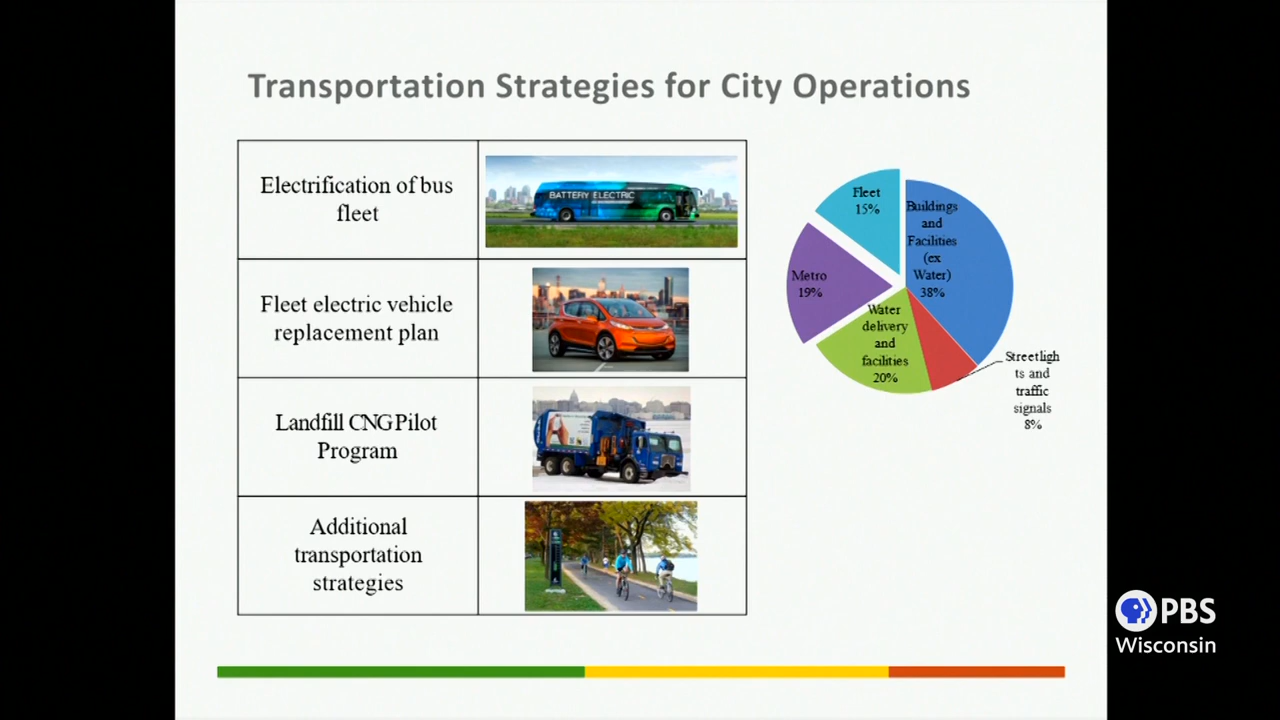 Transportation Strategies for City Operations
Electrification of bus
fleet
BATTERY ELECTRIC
Fleet electric vehicle
replacement plan
Landfill CNG Pilot
Program
Additional
transportation
strategies
Fleet
15%
Buildings
and
Facilities
(ex
Water)
38%
Metro
19%
Water
delivery
and
facilities
20%
Streetligh
ts and
traffic
signals
8%
PBS
Wisconsin